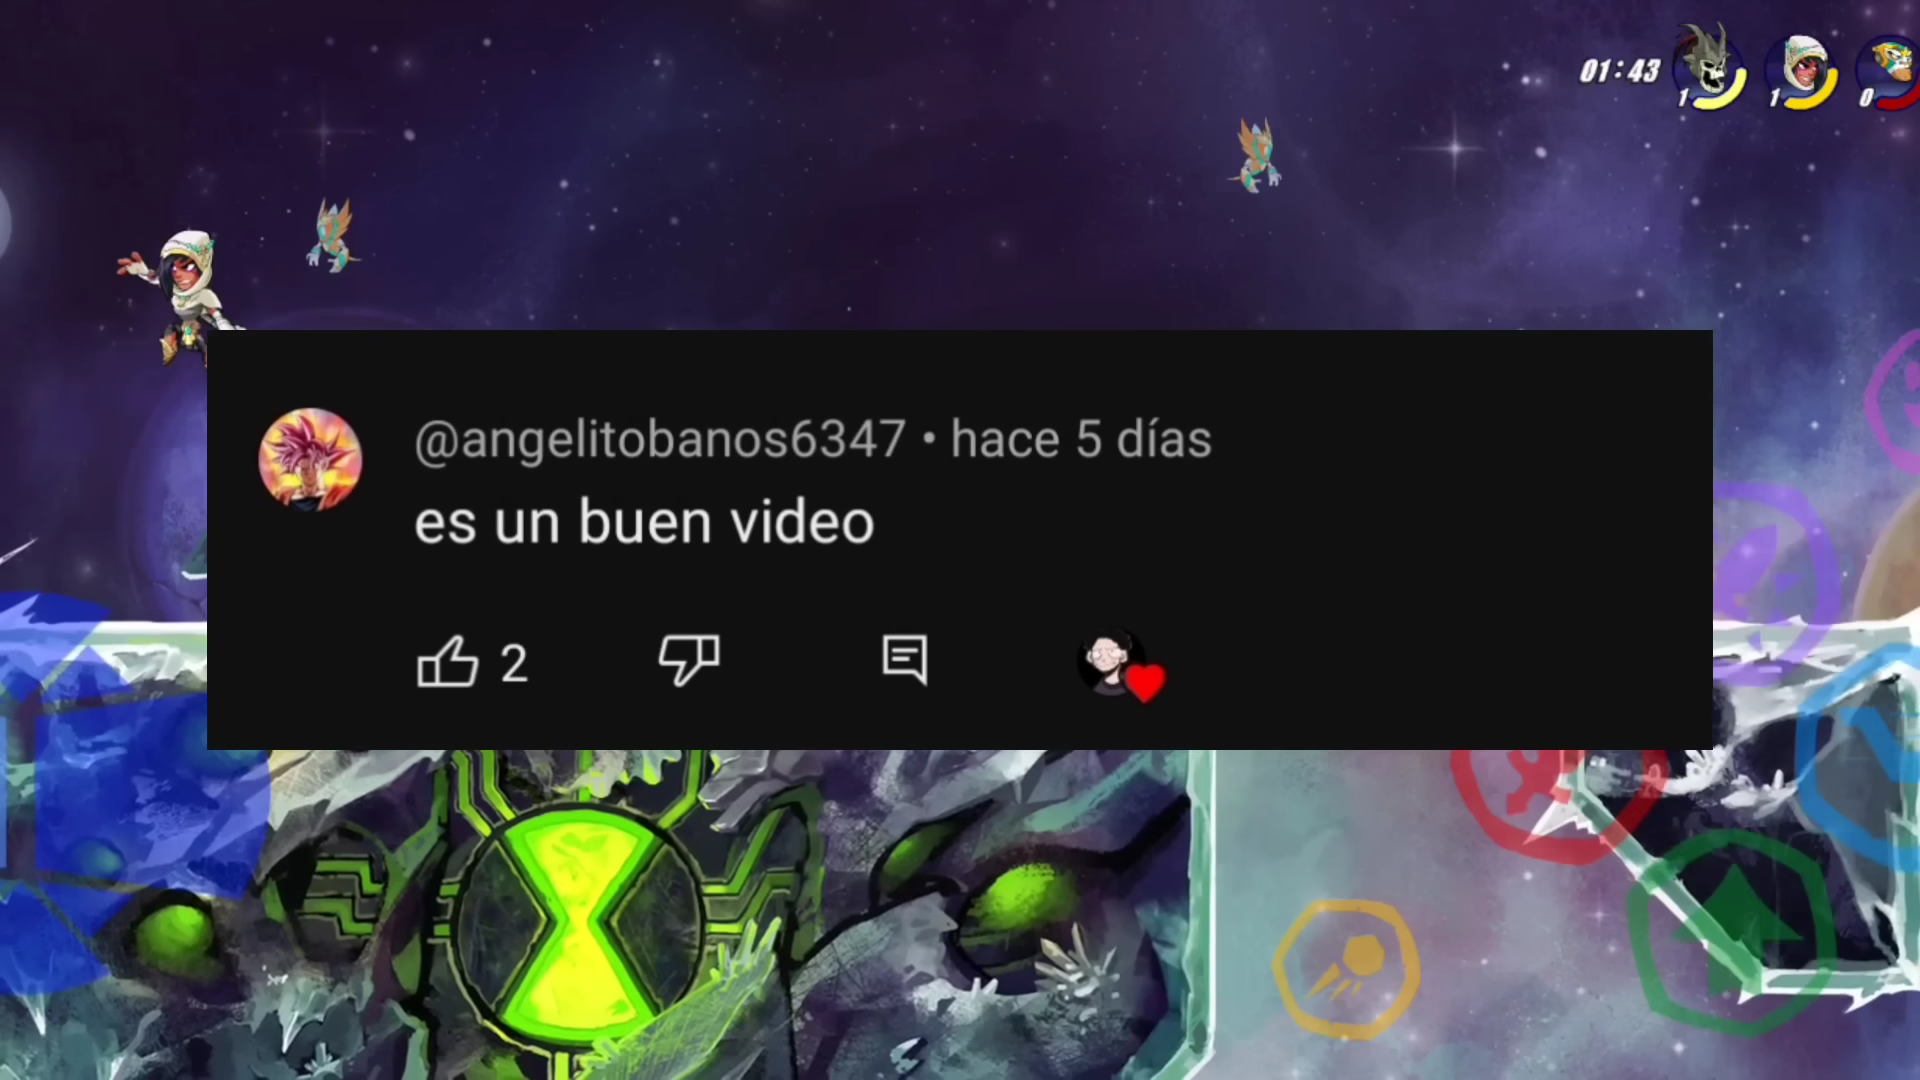 01:43
1 1 0
@angelitobanos6347 • hace 5 días
es un buen video
2